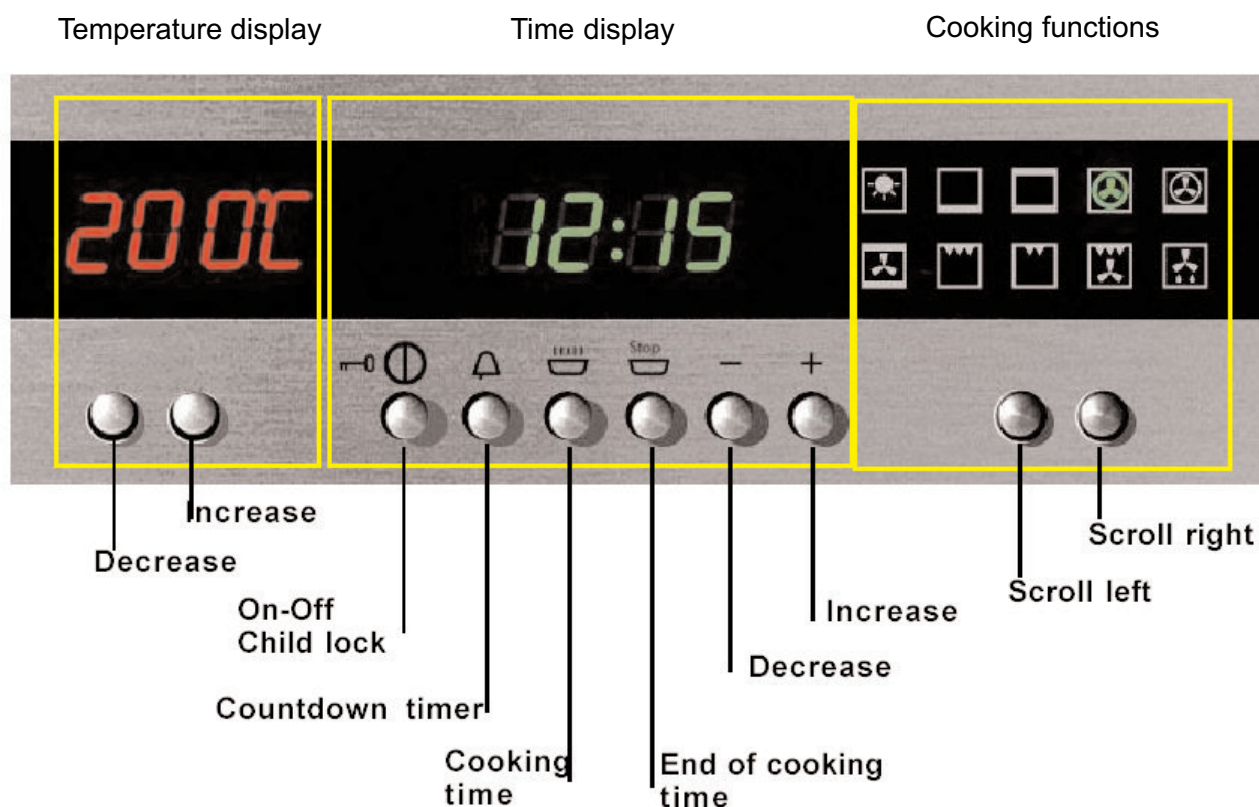 Temperature display
Time display
Cooking functions
200℃
12:15
Stop
−
+
Increase
Decrease
On-Off
Child lock
Countdown timer
Cooking
time
End of cooking
time
Decrease
Increase
Scroll left
Scroll right